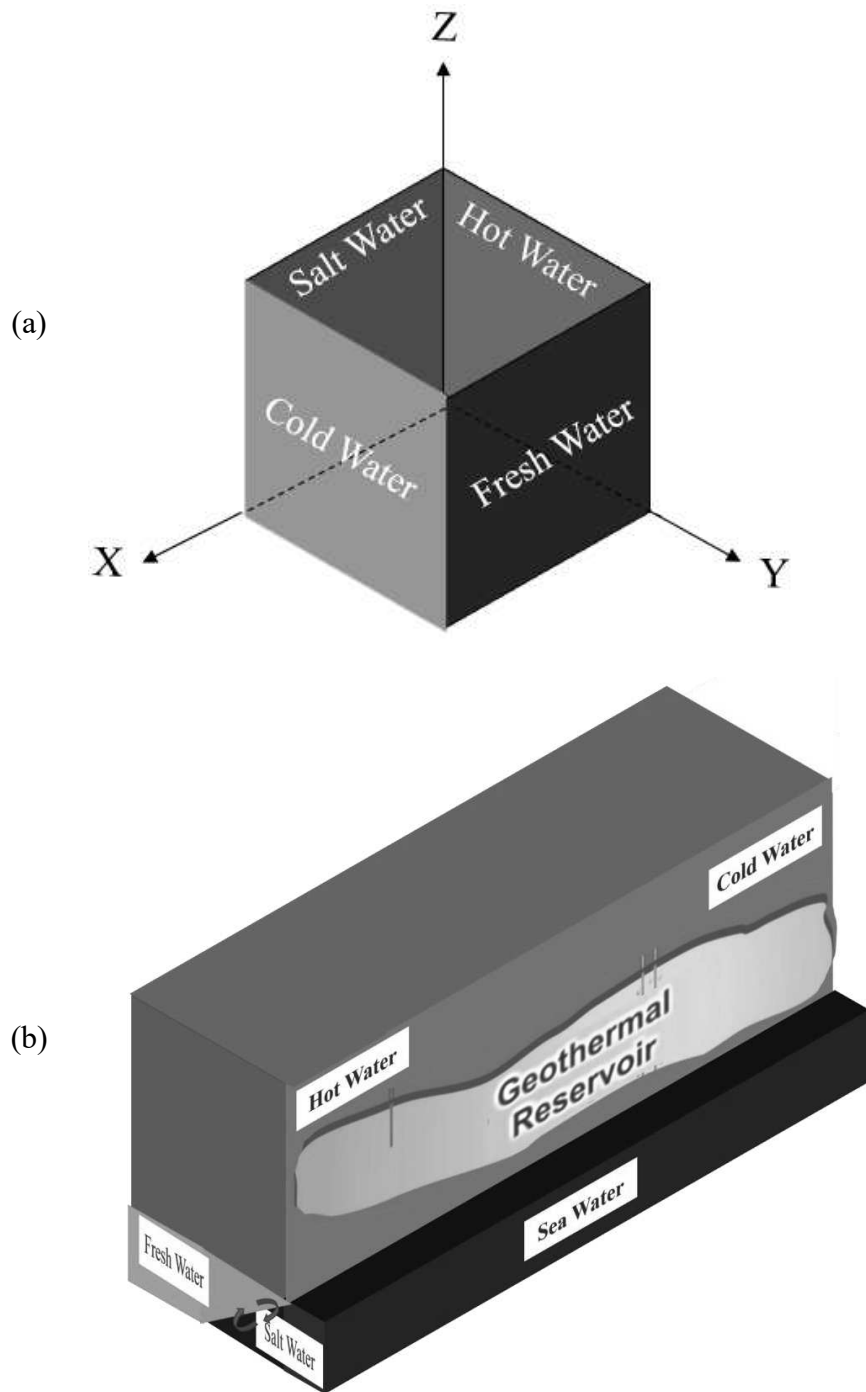 Z
Salt Water
Hot Water
(a)
Cold Water
Fresh Water
X
Y
Cold Water
(b)
Hot Water
Geothermal
Reservoir
Sea Water
Fresh Water
Salt Water